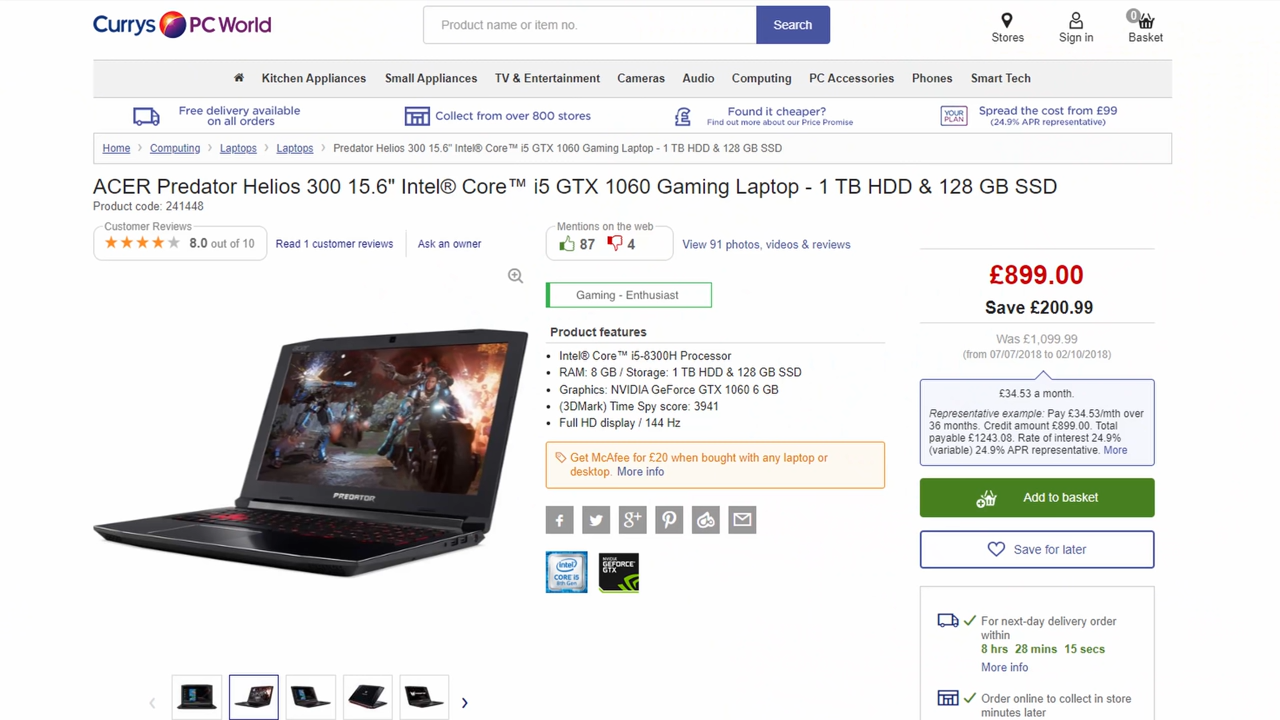 Currys PC World
Product name or item no.
Search
Stores
Sign in
0
Basket
Kitchen Appliances
Small Appliances
TV & Entertainment
Cameras
Audio
Computing
PC Accessories
Phones
Smart Tech
Free delivery available
on all orders
Collect from over 800 stores
Found it cheaper?
Find out more about our Price Promise
YOUR
PLAN
Spread the cost from £99
(24.9% APR representative)
Home > Computing > Laptops > Laptops > Predator Helios 300 15.6" Intel® Core™ i5 GTX 1060 Gaming Laptop - 1 TB HDD & 128 GB SSD
ACER Predator Helios 300 15.6" Intel® Core™ i5 GTX 1060 Gaming Laptop - 1 TB HDD & 128 GB SSD
Product code: 241448
Customer Reviews
8.0 out of 10
Read 1 customer reviews
Ask an owner
Mentions on the web
87
4
View 91 photos, videos & reviews
Gaming - Enthusiast
Product features
• Intel® Core™ i5-8300H Processor
• RAM: 8 GB / Storage: 1 TB HDD & 128 GB SSD
• Graphics: NVIDIA GeForce GTX 1060 6 GB
• (3DMark) Time Spy score: 3941
• Full HD display / 144 Hz
Get McAfee for £20 when bought with any laptop or
desktop. More info
PREDATOR
intel
CORE i5
8th Gen
NVIDIA
GEFORCE
GTX
£899.00
Save £200.99
Was £1,099.99
(from 07/07/2018 to 02/10/2018)
£34.53 a month.
Representative example: Pay £34.53/mth over
36 months. Credit amount £899.00. Total
payable £1243.08. Rate of interest 24.9%
(variable) 24.9% APR representative. More
Add to basket
Save for later
For next-day delivery order
within
8 hrs 28 mins 15 secs
More info
Order online to collect in store
minutes later